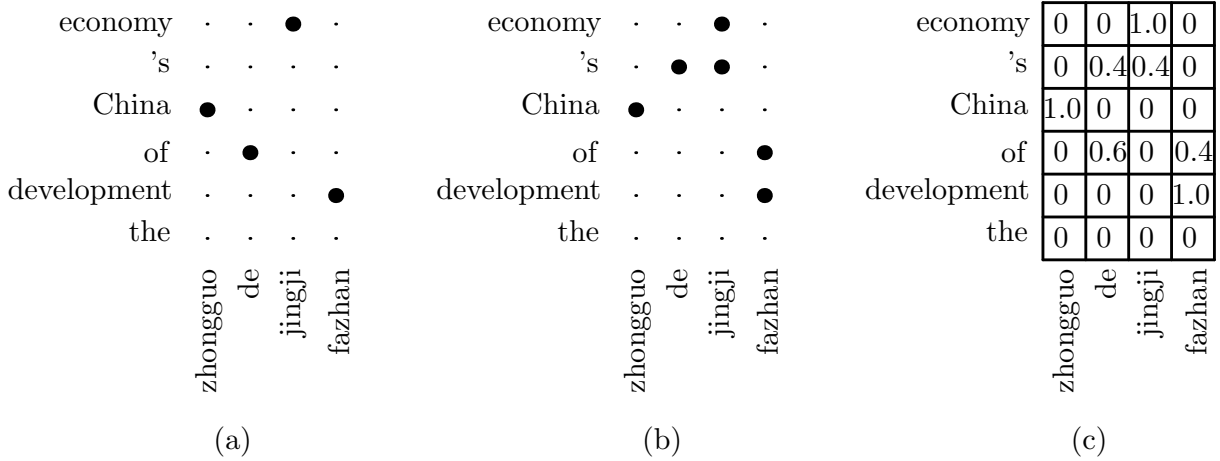 economy economy economy 0 0 1.0 0
's 's 's 0 0.4 0.4 0
China China China 1.0 0 0 0
of of of 0 0.6 0 0.4
development development development 0 0 0 1.0
the the the 0 0 0 0
zhongguo de jingji fazhan zhongguo de jingji fazhan zhongguo de jingji fazhan
(a) (b) (c)